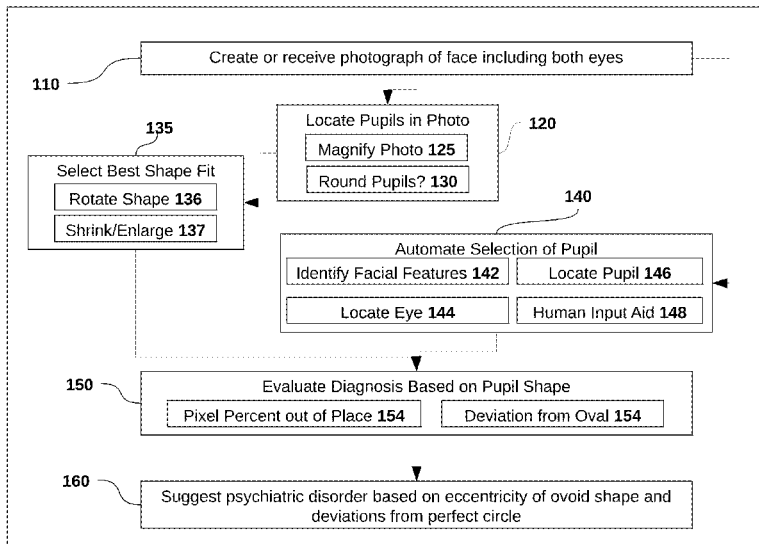 Create or receive photograph of face including both eyes
110
Locate Pupils in Photo
120
Magnify Photo 125
Round Pupils? 130
135
Select Best Shape Fit
Rotate Shape 136
Shrink/Enlarge 137
140
Automate Selection of Pupil
Identify Facial Features 142
Locate Pupil 146
Locate Eye 144
Human Input Aid 148
150
Evaluate Diagnosis Based on Pupil Shape
Pixel Percent out of Place 154
Deviation from Oval 154
160
Suggest psychiatric disorder based on eccentricity of ovoid shape and
deviations from perfect circle